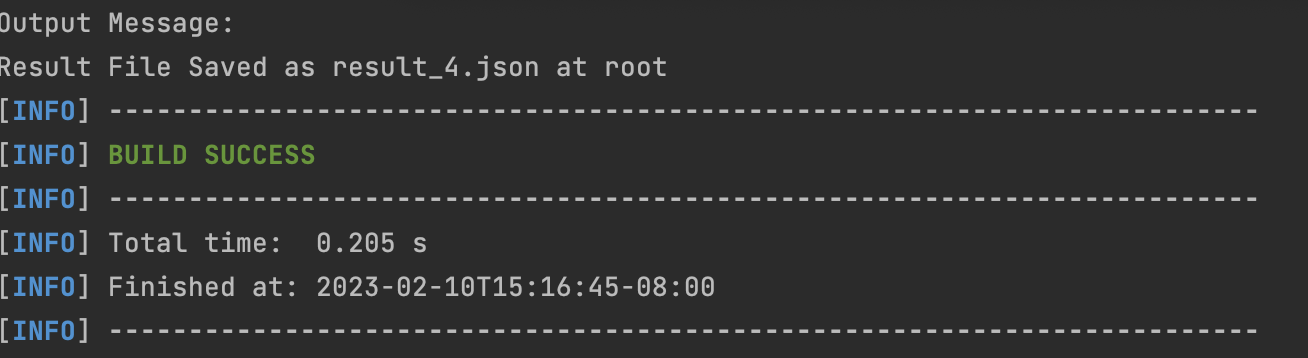 Output Message:
Result File Saved as result_4.json at root
[INFO] ------------------------------------------------------------------------
[INFO] BUILD SUCCESS
[INFO] ------------------------------------------------------------------------
[INFO] Total time:  0.205 s
[INFO] Finished at: 2023-02-10T15:16:45-08:00
[INFO] ------------------------------------------------------------------------